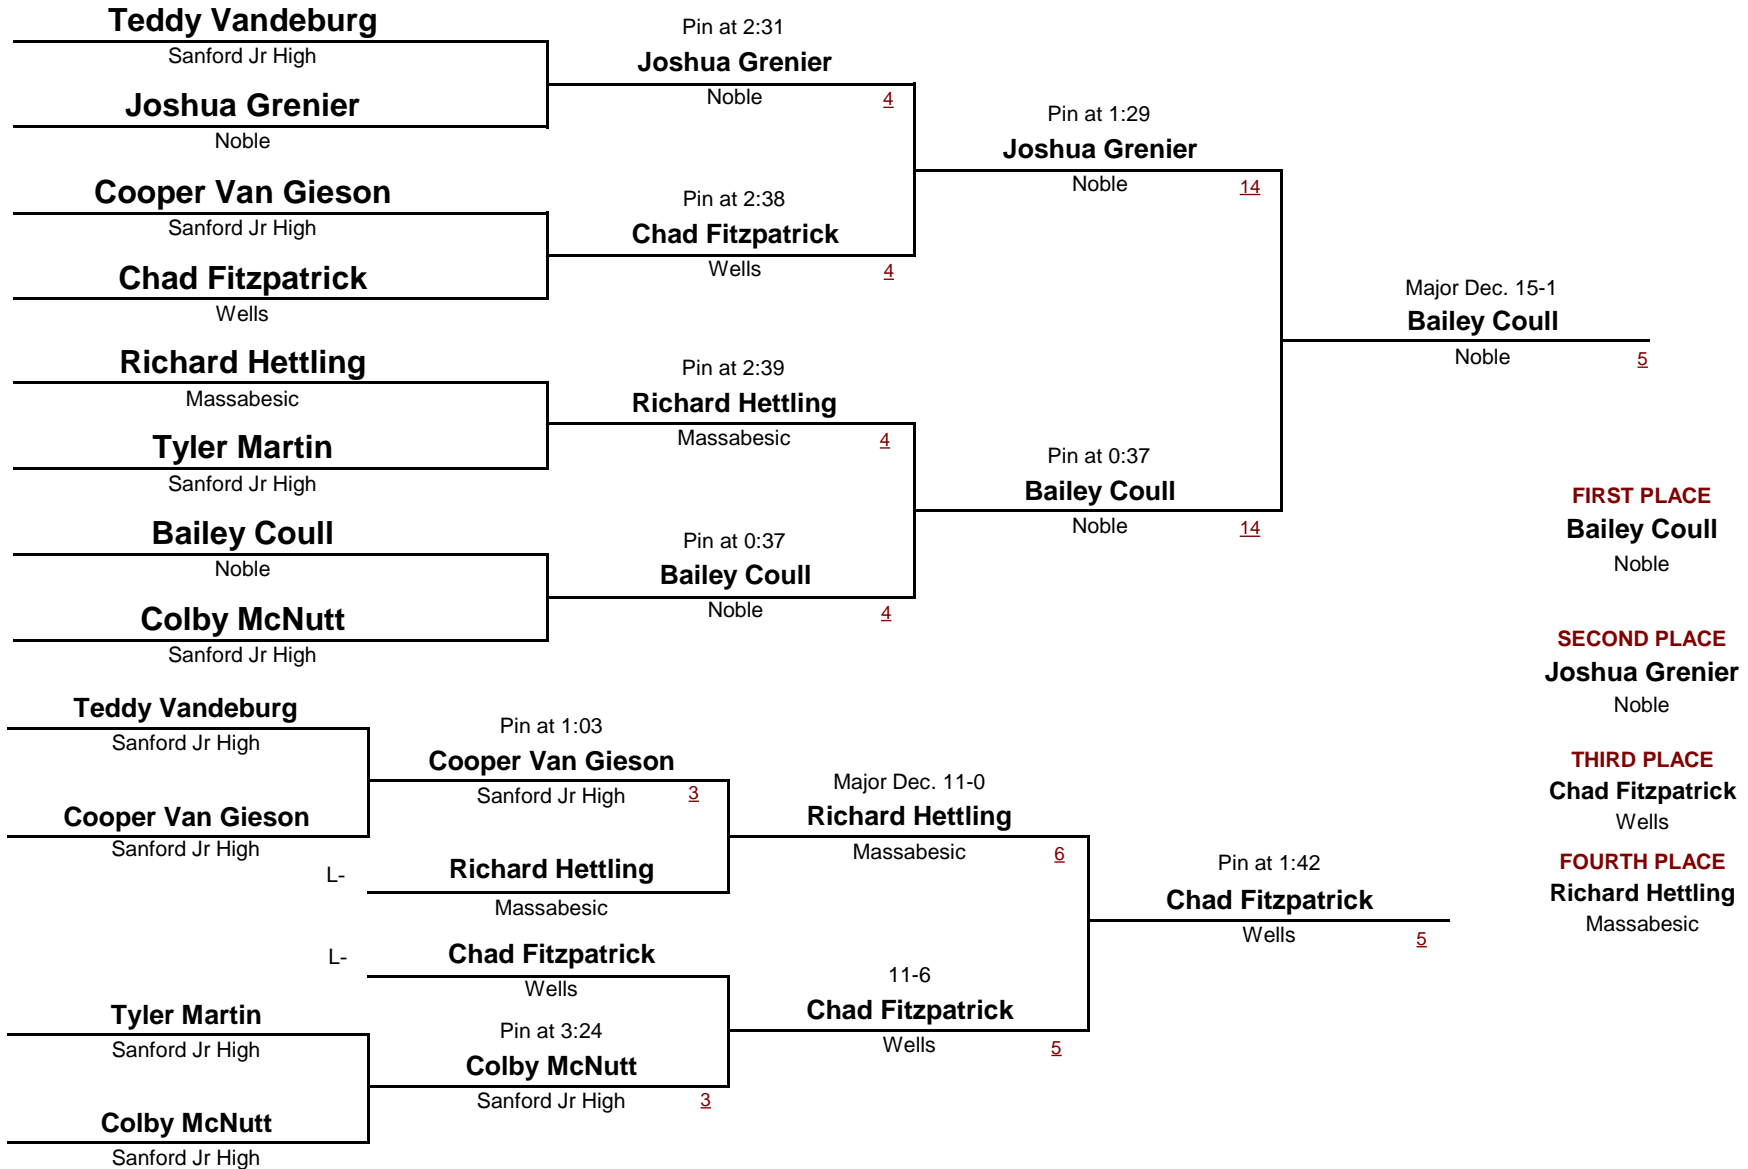 Teddy Vandeburg
Sanford Jr High
Joshua Grenier
Noble
Cooper Van Gieson
Sanford Jr High
Chad Fitzpatrick
Wells
Richard Hettling
Massabesic
Tyler Martin
Sanford Jr High
Bailey Coull
Noble
Colby McNutt
Sanford Jr High
Pin at 2:31
Joshua Grenier
Noble 4
Pin at 2:38
Chad Fitzpatrick
Wells 4
Pin at 2:39
Richard Hettling
Massabesic 4
Pin at 0:37
Bailey Coull
Noble 4
Pin at 1:29
Joshua Grenier
Noble 14
Pin at 0:37
Bailey Coull
Noble 14
Major Dec. 15-1
Bailey Coull
Noble 5
FIRST PLACE
Bailey Coull
Noble
SECOND PLACE
Joshua Grenier
Noble
THIRD PLACE
Chad Fitzpatrick
Wells
FOURTH PLACE
Richard Hettling
Massabesic
Teddy Vandeburg
Sanford Jr High
Cooper Van Gieson
Sanford Jr High
Tyler Martin
Sanford Jr High
Colby McNutt
Sanford Jr High
Pin at 1:03
Cooper Van Gieson
Sanford Jr High 3
L- Richard Hettling
Massabesic
L- Chad Fitzpatrick
Wells
Pin at 3:24
Colby McNutt
Sanford Jr High 3
Major Dec. 11-0
Richard Hettling
Massabesic 6
11-6
Chad Fitzpatrick
Wells 5
Pin at 1:42
Chad Fitzpatrick
Wells 5